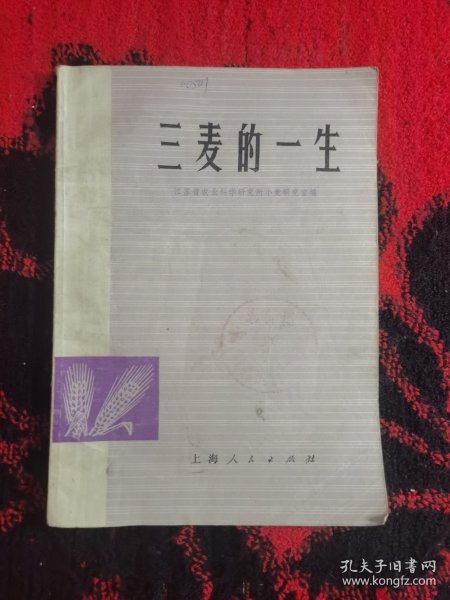 三麦的一生
江苏省农业科学研究所小麦研究室编
上海人民出版社
孔夫子旧书网
www.kongfz.com